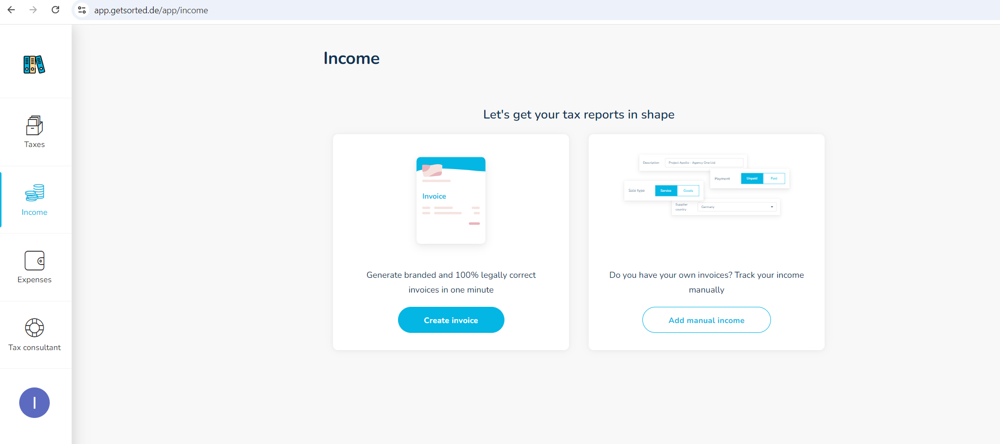 app.getsorted.de/app/income
Taxes
Income
Expenses
Tax consultant
I
Income
Let's get your tax reports in shape
Invoice
Generate branded and 100% legally correct
invoices in one minute
Create invoice
Description
Project Apollo - Agency One Ltd
Payment
Unpaid
Paid
Sale type
Service
Goods
Supplier
country
Germany
Do you have your own invoices? Track your income
manually
Add manual income